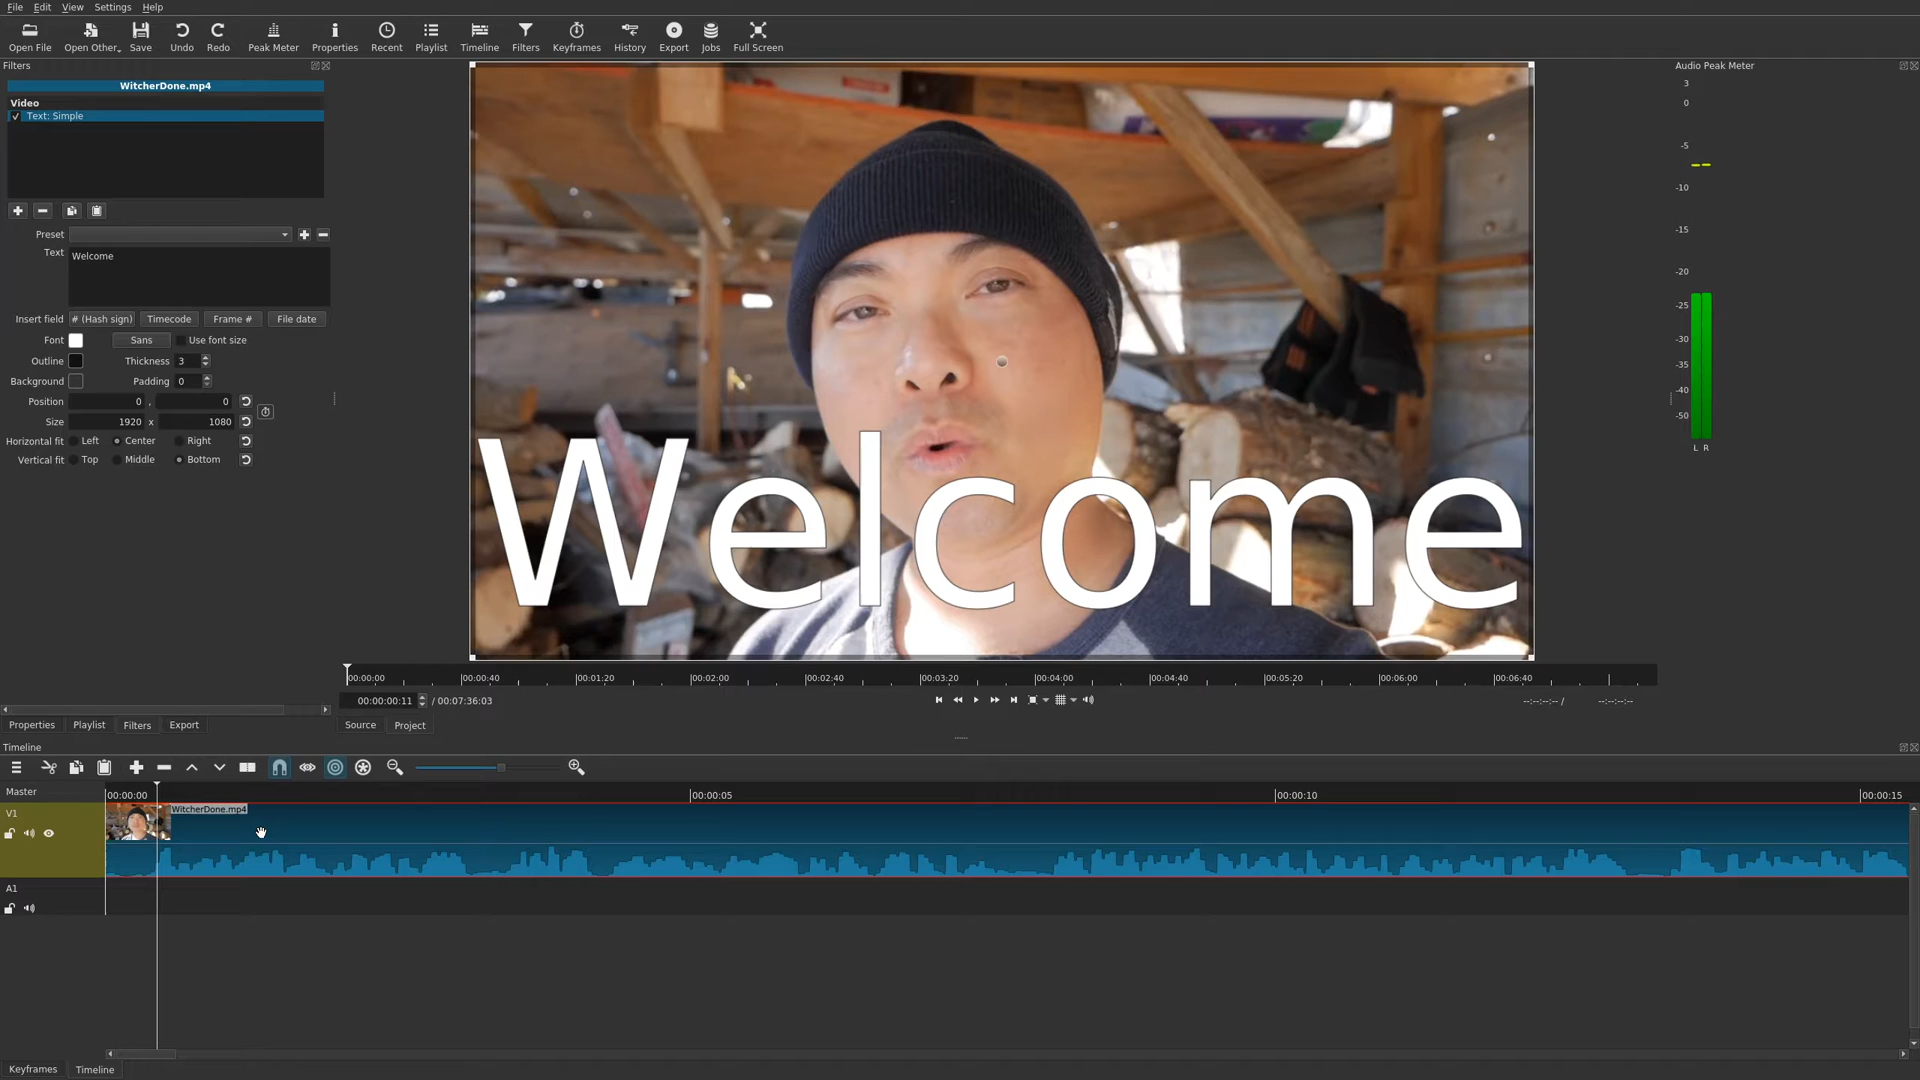 File Edit View Settings Help
Open File Open Other Save Undo Redo Peak Meter Properties Recent Playlist Timeline Filters Keyframes History Export Jobs Full Screen
Filters
WitcherDone.mp4
Video
Text: Simple
Preset
Text Welcome
Insert field # (Hash sign) Timecode Frame # File date
Font Sans Use font size
Outline Thickness 3
Background Padding 0
Position 0 , 0
Size 1920 x 1080
Horizontal fit Left Center Right
Vertical fit Top Middle Bottom
Properties Playlist Filters Export
Welcome
00:00:00 00:00:40 00:01:20 00:02:00 00:02:40 00:03:20 00:04:00 00:04:40 00:05:20 00:06:00 00:06:40
00:00:00:11 / 00:07:36:03
--:--:--:-- / --:--:--:--
Source Project
Audio Peak Meter
3
0
-5
-10
-15
-20
-25
-30
-35
-40
-50
L R
Timeline
Master
00:00:00 00:00:05 00:00:10 00:00:15
V1
WitcherDone.mp4
A1
Keyframes Timeline